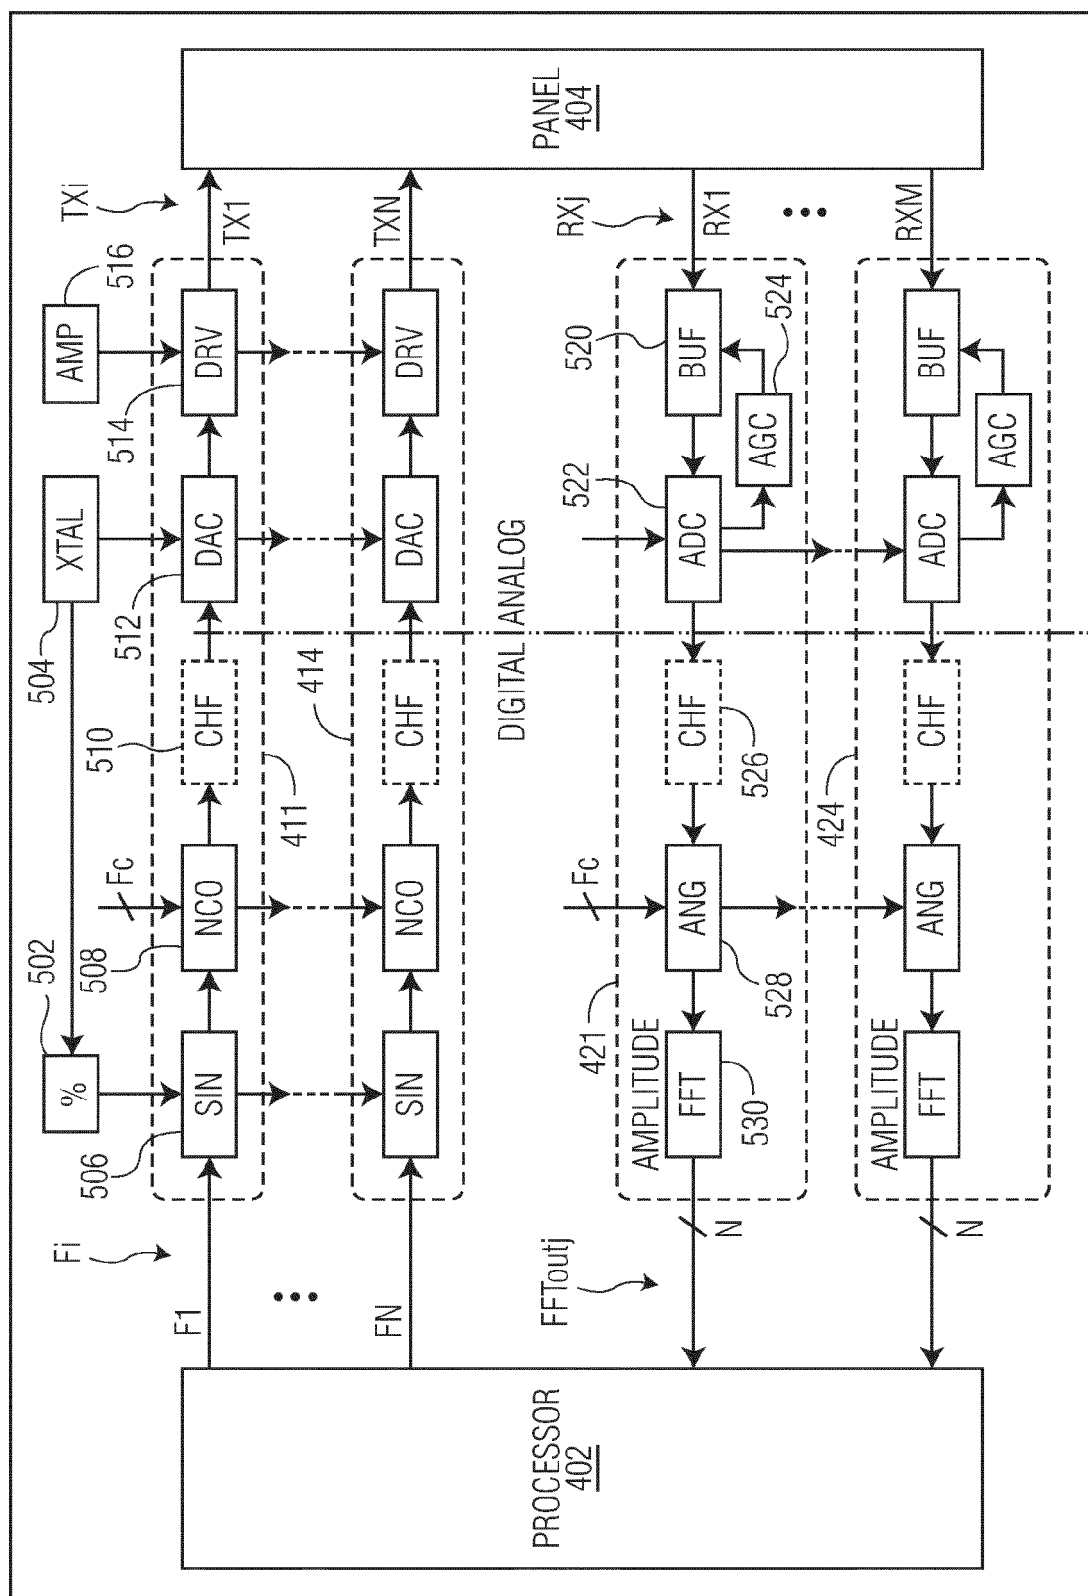 PROCESSOR
402
PANEL
404
Fi
F1
FN
502
%
XTAL
504
AMP
516
506
SIN
508
NCO
Fc
510
CHF
512
DAC
514
DRV
TXi
TX1
411
SIN
NCO
CHF
DAC
DRV
TXN
414
DIGITAL
ANALOG
FFToutj
N
421
AMPLITUDE
FFT
530
Fc
ANG
528
CHF
526
522
ADC
520
BUF
AGC
524
RXj
RX1
N
424
AMPLITUDE
FFT
ANG
CHF
ADC
BUF
AGC
RXM